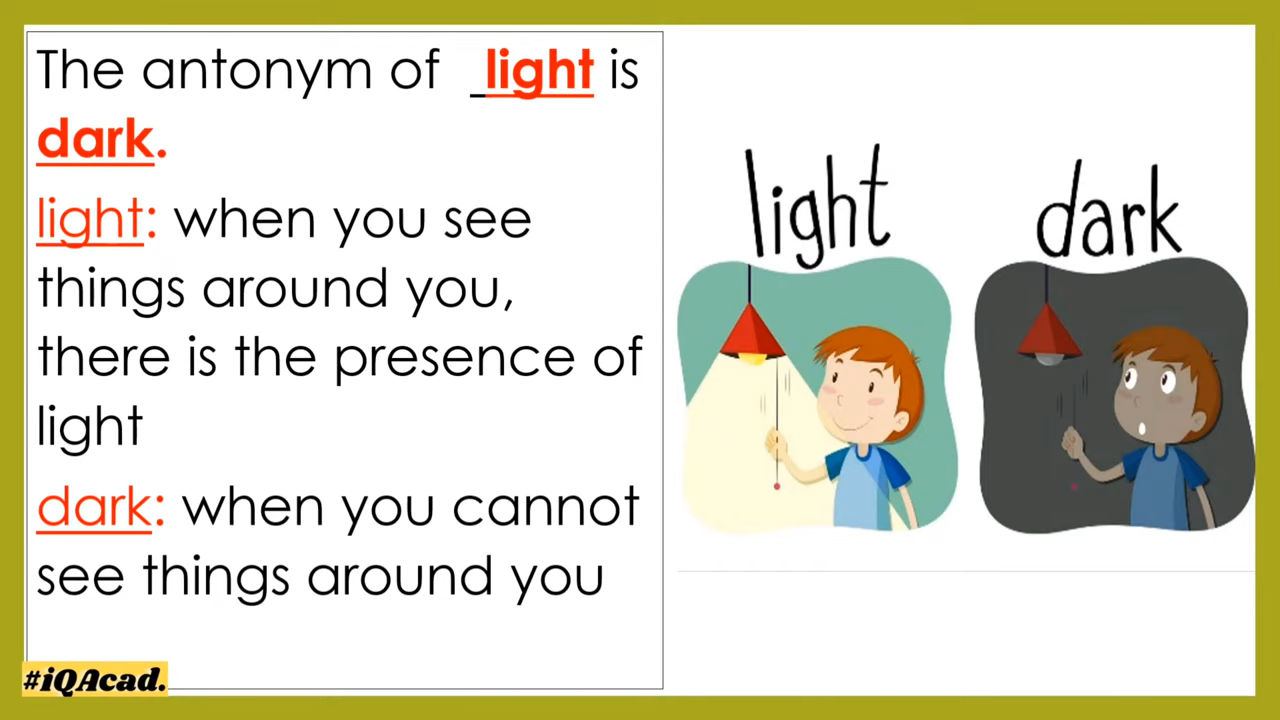 The antonym of _light is
dark.
light: when you see
things around you,
there is the presence of
light
dark: when you cannot
see things around you
light
dark
#iQAcad.